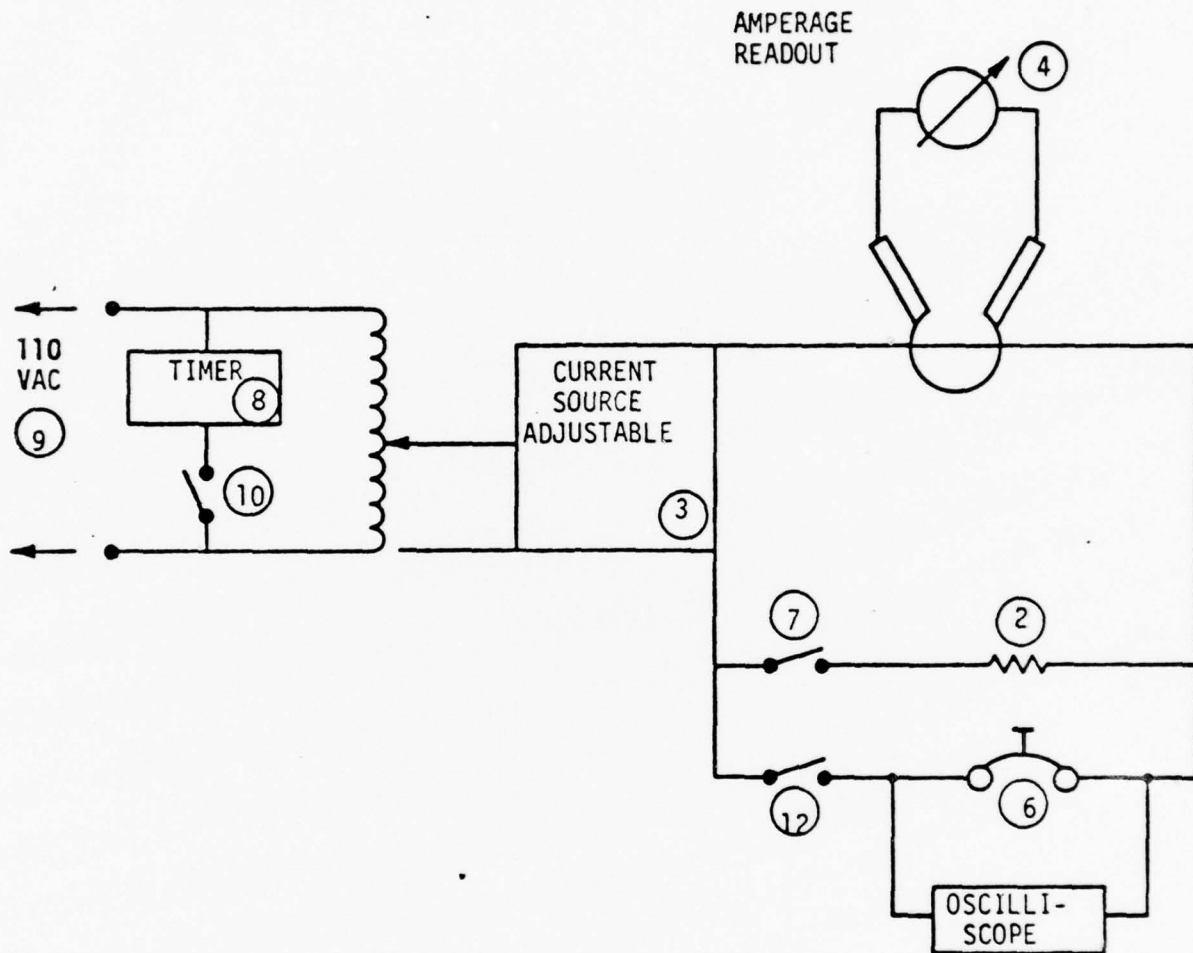 AMPERAGE
READOUT
4
110
VAC
9
TIMER
8
10
CURRENT
SOURCE
ADJUSTABLE
3
7
2
12
6
OSCILLI-
SCOPE